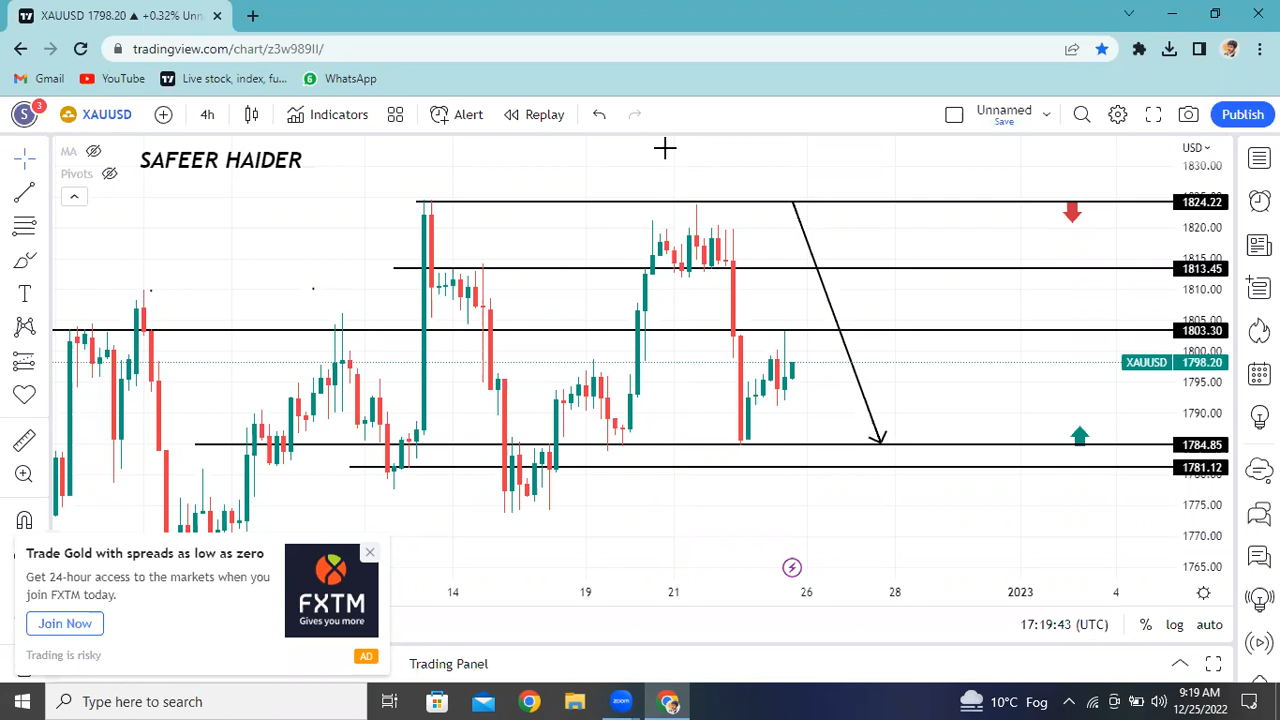 XAUUSD 1798.20 ▲ +0.32% Unn
tradingview.com/chart/z3w989II/
Gmail
YouTube
Live stock, index, fu...
6
WhatsApp
S
3
XAUUSD
4h
Indicators
Alert
Replay
Unnamed
Save
Publish
MA
Pivots
SAFEER HAIDER
USD
1830.00
1824.22
1820.00
1815.00
1813.45
1810.00
1805.00
1803.30
1800.00
XAUUSD 1798.20
1795.00
1790.00
1784.85
1781.12
1775.00
1770.00
1765.00
14 19 21 26 28 2023 4
Trade Gold with spreads as low as zero
Get 24-hour access to the markets when you
join FXTM today.
Join Now
Trading is risky
FXTM
Gives you more
AD
17:19:43 (UTC) % log auto
Trading Panel
Type here to search
zoom
10°C Fog
9:19 AM
12/25/2022